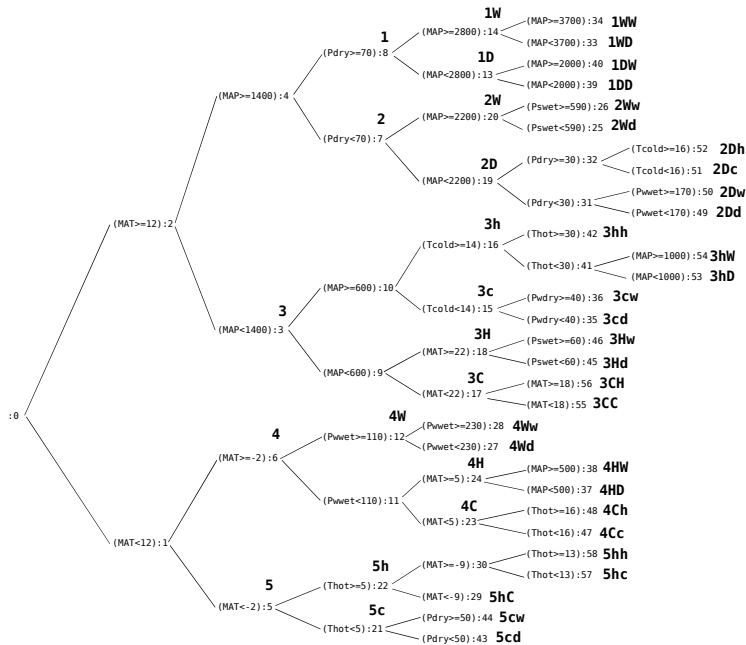 1W
(MAP>=3700):34 1WW
1
(MAP>=2800):14
(MAP<3700):33 1WD
(Pdry>=70):8
1D
(MAP>=2000):40 1DW
(MAP<2800):13
(MAP<2000):39 1DD
(MAP>=1400):4
2W
(Pswet>=590):26 2Ww
2
(MAP>=2200):20
(Pswet<590):25 2Wd
(Pdry<70):7
(Tcold>=16):52 2Dh
2D
(Pdry>=30):32
(Tcold<16):51 2Dc
(MAP<2200):19
(Pwwet>=170):50 2Dw
(Pdry<30):31
(Pwwet<170):49 2Dd
(MAT>=12):2
3h
(Thot>=30):42 3hh
(Tcold>=14):16
(MAP>=1000):54 3hW
(Thot<30):41
(MAP<1000):53 3hD
(MAP>=600):10
3c
(Pwdry>=40):36 3cw
3
(Tcold<14):15
(Pwdry<40):35 3cd
(MAP<1400):3
3H
(Pswet>=60):46 3Hw
(MAT>=22):18
(Pswet<60):45 3Hd
(MAP<600):9
3C
(MAT>=18):56 3CH
(MAT<22):17
(MAT<18):55 3CC
:0
4W
(Pwwet>=230):28 4Ww
4
(Pwwet>=110):12
(Pwwet<230):27 4Wd
(MAT>=-2):6
4H
(MAP>=500):38 4HW
(MAT>=5):24
(MAP<500):37 4HD
(Pwwet<110):11
4C
(Thot>=16):48 4Ch
(MAT<5):23
(Thot<16):47 4Cc
(MAT<12):1
5h
(Thot>=13):58 5hh
(MAT>=-9):30
(Thot<13):57 5hc
5
(Thot>=5):22
(MAT<-9):29 5hC
(MAT<-2):5
5c
(Pdry>=50):44 5cw
(Thot<5):21
(Pdry<50):43 5cd